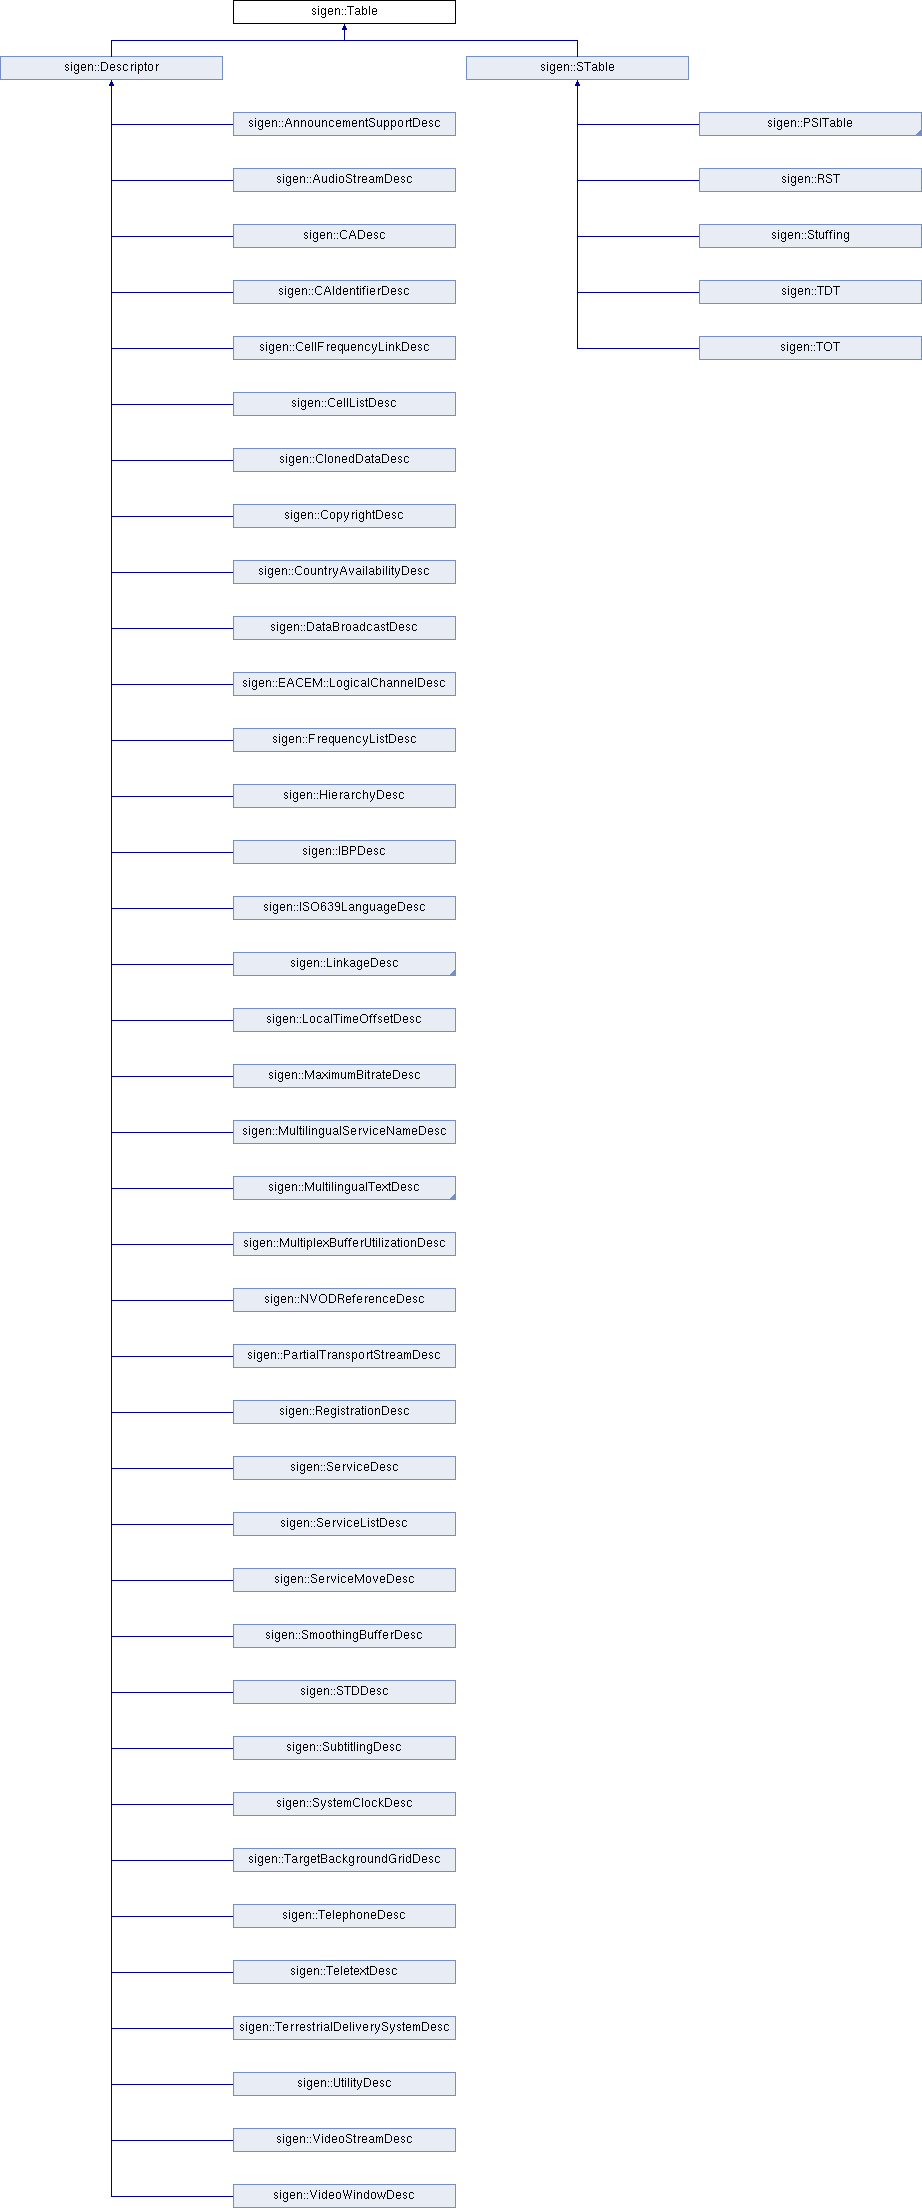 sigen::Table
sigen::Descriptor
sigen::STable
sigen::AnnouncementSupportDesc
sigen::PSITable
sigen::AudioStreamDesc
sigen::RST
sigen::CADesc
sigen::Stuffing
sigen::CAIdentifierDesc
sigen::TDT
sigen::CellFrequencyLinkDesc
sigen::TOT
sigen::CellListDesc
sigen::ClonedDataDesc
sigen::CopyrightDesc
sigen::CountryAvailabilityDesc
sigen::DataBroadcastDesc
sigen::EACEM::LogicalChannelDesc
sigen::FrequencyListDesc
sigen::HierarchyDesc
sigen::IBPDesc
sigen::ISO639LanguageDesc
sigen::LinkageDesc
sigen::LocalTimeOffsetDesc
sigen::MaximumBitrateDesc
sigen::MultilingualServiceNameDesc
sigen::MultilingualTextDesc
sigen::MultiplexBufferUtilizationDesc
sigen::NVODReferenceDesc
sigen::PartialTransportStreamDesc
sigen::RegistrationDesc
sigen::ServiceDesc
sigen::ServiceListDesc
sigen::ServiceMoveDesc
sigen::SmoothingBufferDesc
sigen::STDDesc
sigen::SubtitlingDesc
sigen::SystemClockDesc
sigen::TargetBackgroundGridDesc
sigen::TelephoneDesc
sigen::TeletextDesc
sigen::TerrestrialDeliverySystemDesc
sigen::UtilityDesc
sigen::VideoStreamDesc
sigen::VideoWindowDesc